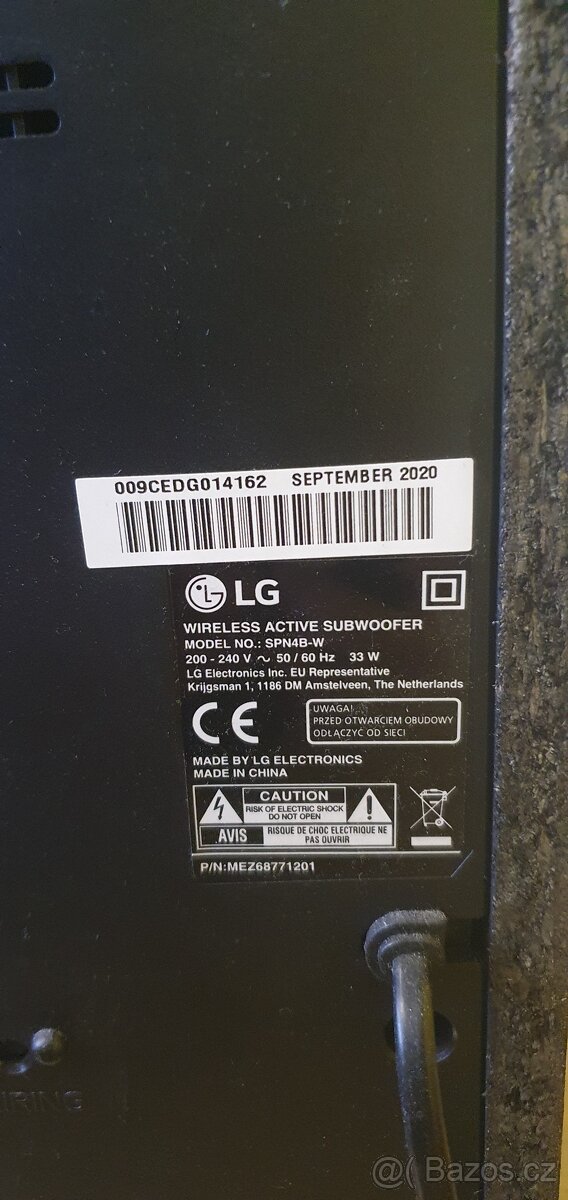 009CEDG014162 SEPTEMBER 2020
LG
WIRELESS ACTIVE SUBWOOFER
MODEL NO.: SPN4B-W
200 - 240 V ~ 50 / 60 Hz 33 W
LG Electronics Inc. EU Representative
Krijgsman 1, 1186 DM Amstelveen, The Netherlands
CE
UWAGA!
PRZED OTWARCIEM OBUDOWY
ODŁĄCZYĆ OD SIECI
MADE BY LG ELECTRONICS
MADE IN CHINA
CAUTION
RISK OF ELECTRIC SHOCK
DO NOT OPEN
AVIS
RISQUE DE CHOC ELECTRIQUE NE
PAS OUVRIR
P/N:MEZ68771201
@( Bazos.cz